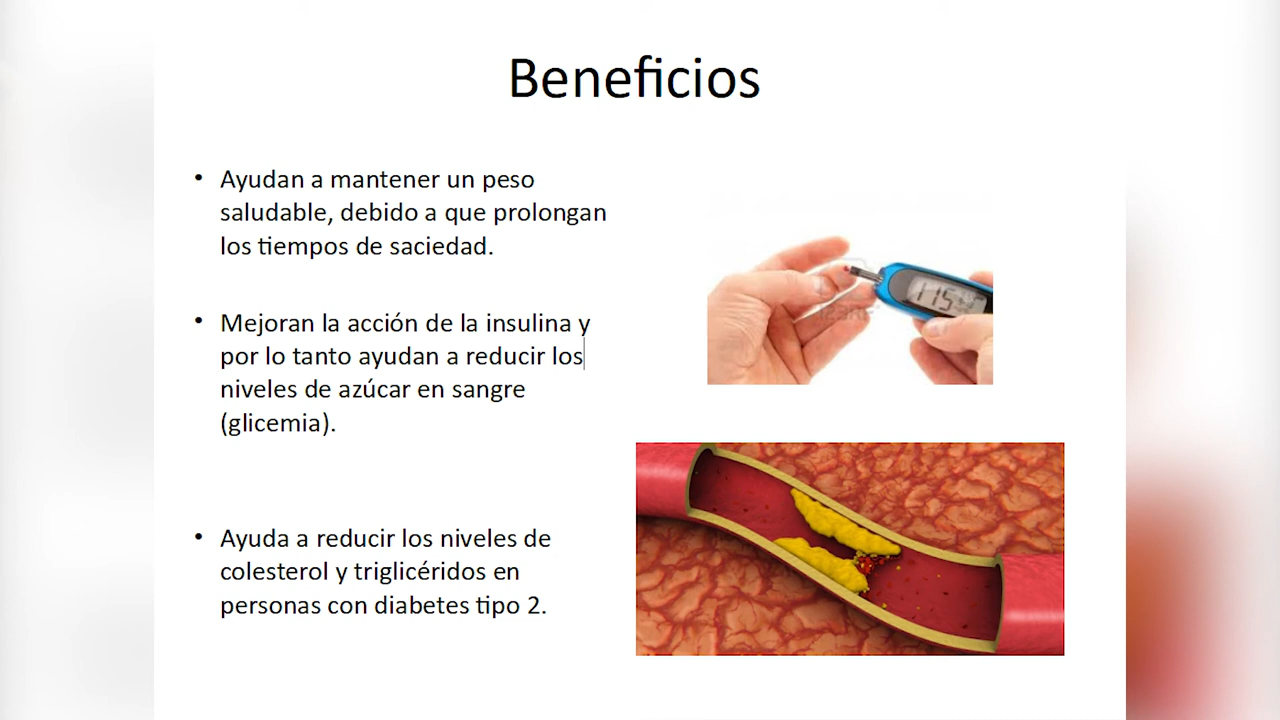 Beneficios
• Ayudan a mantener un peso
saludable, debido a que prolongan
los tiempos de saciedad.
• Mejoran la acción de la insulina y
por lo tanto ayudan a reducir los
niveles de azúcar en sangre
(glicemia).
• Ayuda a reducir los niveles de
colesterol y triglicéridos en
personas con diabetes tipo 2.
115